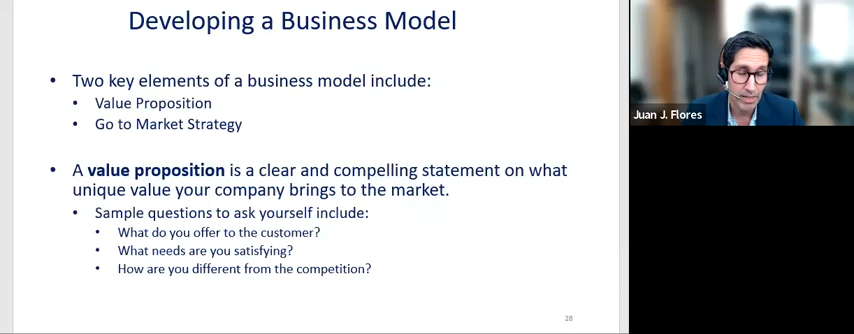 Developing a Business Model
• Two key elements of a business model include:
• Value Proposition
• Go to Market Strategy
• A value proposition is a clear and compelling statement on what
unique value your company brings to the market.
• Sample questions to ask yourself include:
• What do you offer to the customer?
• What needs are you satisfying?
• How are you different from the competition?
28
Juan J. Flores